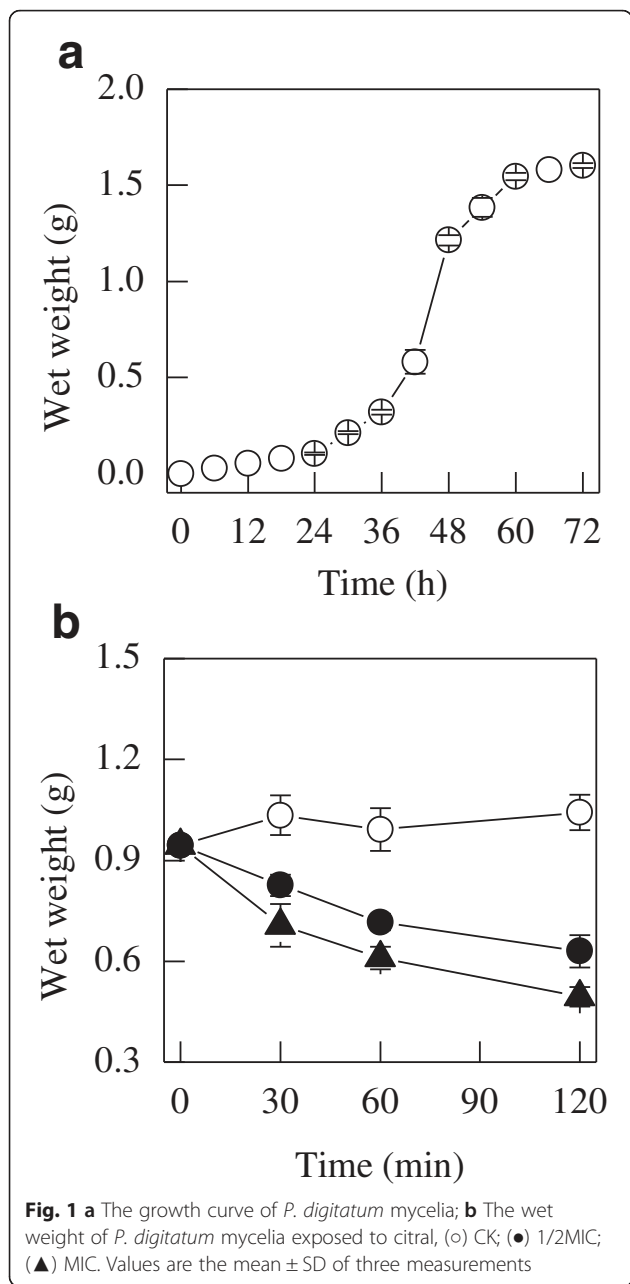 a
2.0
1.5
1.0
0.5
0.0
Wet weight (g)
0 12 24 36 48 60 72
Time (h)
b
1.5
1.2
0.9
0.6
0.3
Wet weight (g)
0 30 60 90 120
Time (min)
Fig. 1 a The growth curve of P. digitatum mycelia; b The wet
weight of P. digitatum mycelia exposed to citral, (○) CK; (●) 1/2MIC;
(▲) MIC. Values are the mean ± SD of three measurements